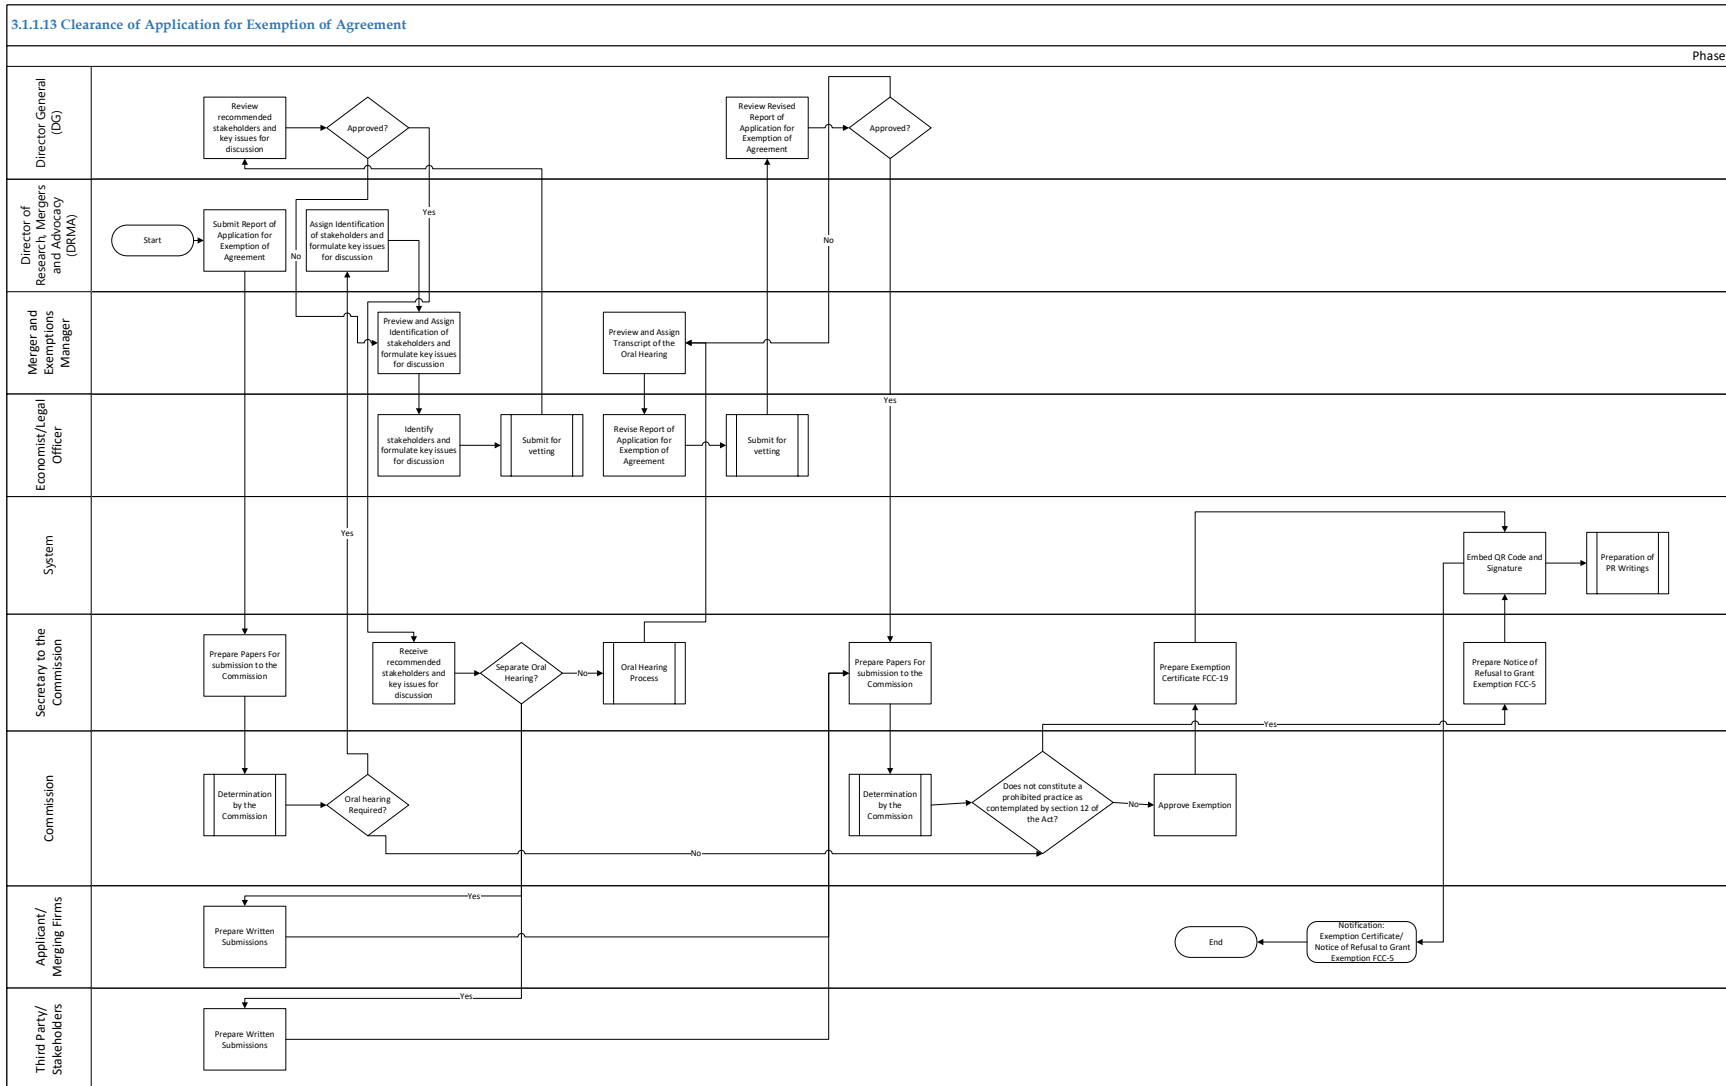 3.1.1.13 Clearance of Application for Exemption of Agreement
Phase
Director General
(DG)
Review
recommended
stakeholders and
key issues for
discussion
Approved?
Review Revised
Report of
Application for
Exemption of
Agreement
Approved?
Director of
Research, Mergers
and Advocacy
(DRMA)
Start
Submit Report of
Application for
Exemption of
Agreement
No
Assign Identification
of stakeholders and
formulate key issues
for discussion
Yes
No
Merger and
Exemptions
Manager
Preview and Assign
Identification of
stakeholders and
formulate key issues
for discussion
Preview and Assign
Transcript of the
Oral Hearing
Economist/Legal
Officer
Identify
stakeholders and
formulate key issues
for discussion
Submit for
vetting
Revise Report of
Application for
Exemption of
Agreement
Submit for
vetting
Yes
System
Yes
Embed QR Code and
Signature
Preparation of
PR Writings
Secretary to the
Commission
Prepare Papers For
submission to the
Commission
Receive
recommended
stakeholders and
key issues for
discussion
Separate Oral
Hearing?
No
Oral Hearing
Process
Prepare Papers For
submission to the
Commission
Prepare Exemption
Certificate FCC-19
Prepare Notice of
Refusal to Grant
Exemption FCC-5
Yes
Commission
Determination
by the
Commission
Oral hearing
Required?
No
Determination
by the
Commission
Does not constitute a
prohibited practice as
contemplated by section 12 of
the Act?
No
Approve Exemption
Applicant/
Merging Firms
Yes
Prepare Written
Submissions
End
Notification:
Exemption Certificate/
Notice of Refusal to Grant
Exemption FCC-5
Third Party/
Stakeholders
Yes
Prepare Written
Submissions